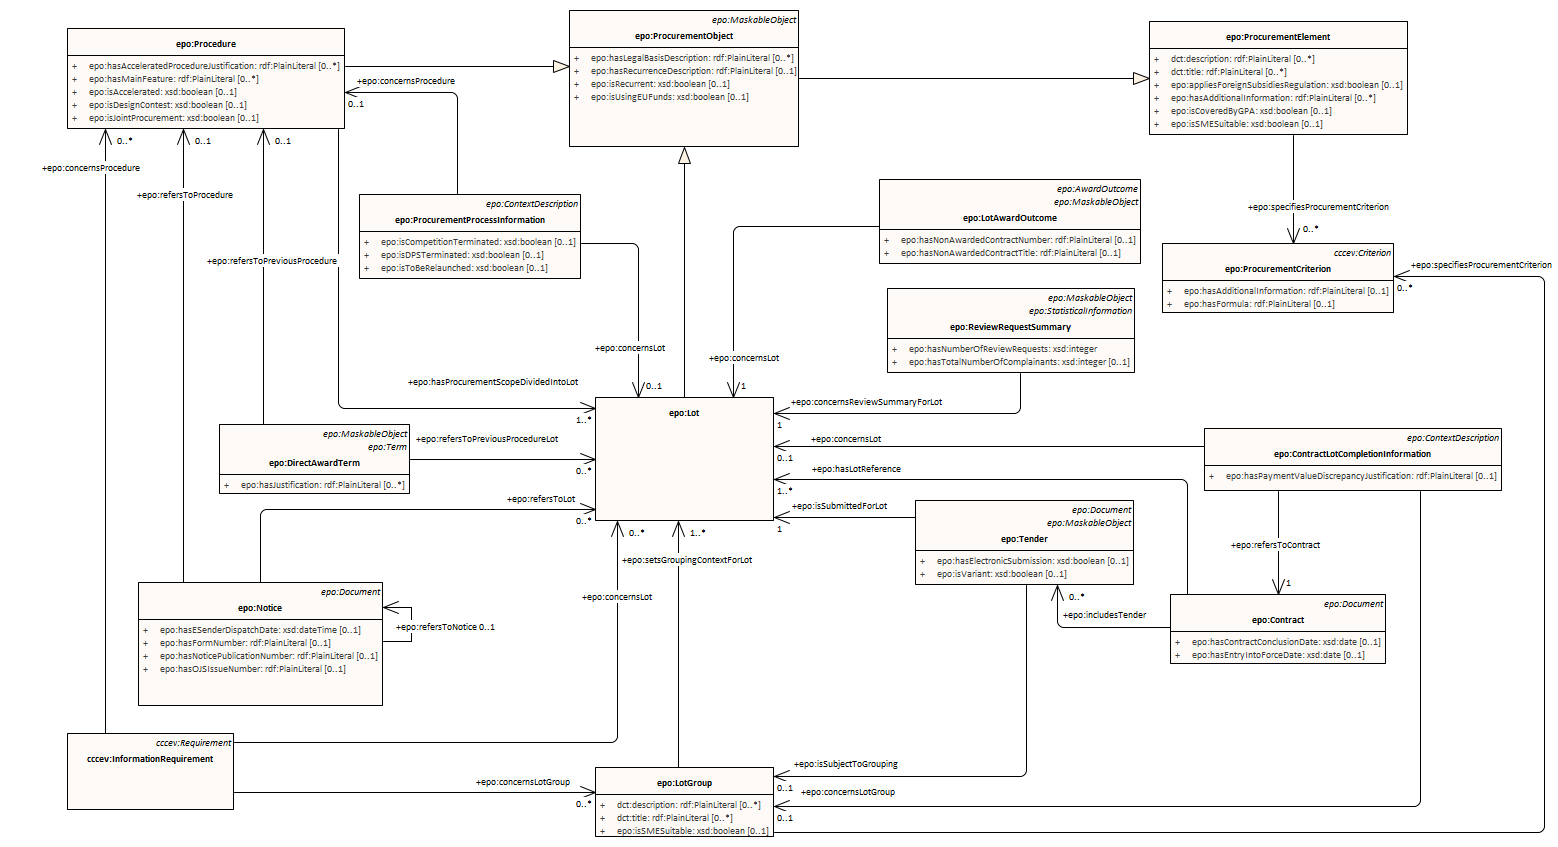 epo:Procedure
+ epo:hasAcceleratedProcedureJustification: rdf:PlainLiteral [0..*]
+ epo:hasMainFeature: rdf:PlainLiteral [0..*]
+ epo:isAccelerated: xsd:boolean [0..1]
+ epo:isDesignContest: xsd:boolean [0..1]
+ epo:isJointProcurement: xsd:boolean [0..1]
epo:MaskableObject
epo:ProcurementObject
+ epo:hasLegalBasisDescription: rdf:PlainLiteral [0..*]
+ epo:hasRecurrenceDescription: rdf:PlainLiteral [0..1]
+ epo:isRecurrent: xsd:boolean [0..1]
+ epo:isUsingEUFunds: xsd:boolean [0..1]
epo:ProcurementElement
+ dct:description: rdf:PlainLiteral [0..*]
+ dct:title: rdf:PlainLiteral [0..*]
+ epo:appliesForeignSubsidiesRegulation: xsd:boolean [0..1]
+ epo:hasAdditionalInformation: rdf:PlainLiteral [0..*]
+ epo:isCoveredByGPA: xsd:boolean [0..1]
+ epo:isSMESuitable: xsd:boolean [0..1]
+epo:concernsProcedure
0..1
0..*
0..1
0..1
+epo:concernsProcedure
+epo:refersToProcedure
+epo:refersToPreviousProcedure
epo:ContextDescription
epo:ProcurementProcessInformation
+ epo:isCompetitionTerminated: xsd:boolean [0..1]
+ epo:isDPSTerminated: xsd:boolean [0..1]
+ epo:isToBeRelaunched: xsd:boolean [0..1]
epo:AwardOutcome
epo:MaskableObject
epo:LotAwardOutcome
+ epo:hasNonAwardedContractNumber: rdf:PlainLiteral [0..1]
+ epo:hasNonAwardedContractTitle: rdf:PlainLiteral [0..1]
+epo:specifiesProcurementCriterion
0..*
cccev:Criterion
epo:ProcurementCriterion
+ epo:hasAdditionalInformation: rdf:PlainLiteral [0..1]
+ epo:hasFormula: rdf:PlainLiteral [0..1]
+epo:specifiesProcurementCriterion
0..*
epo:MaskableObject
epo:StatisticalInformation
epo:ReviewRequestSummary
+ epo:hasNumberOfReviewRequests: xsd:integer
+ epo:hasTotalNumberOfComplainants: xsd:integer [0..1]
+epo:concernsLot
0..1
+epo:concernsLot
1
+epo:hasProcurementScopeDividedIntoLot
1..*
epo:Lot
+epo:concernsReviewSummaryForLot
1
epo:MaskableObject
epo:Term
epo:DirectAwardTerm
+ epo:hasJustification: rdf:PlainLiteral [0..*]
+epo:refersToPreviousProcedureLot
0..*
+epo:concernsLot
0..1
epo:ContextDescription
epo:ContractLotCompletionInformation
+ epo:hasPaymentValueDiscrepancyJustification: rdf:PlainLiteral [0..1]
+epo:hasLotReference
1..*
+epo:refersToLot
0..*
+epo:isSubmittedForLot
1
epo:Document
epo:MaskableObject
epo:Tender
+ epo:hasElectronicSubmission: xsd:boolean [0..1]
+ epo:isVariant: xsd:boolean [0..1]
0..*
1..*
+epo:setsGroupingContextForLot
+epo:concernsLot
+epo:refersToContract
1
epo:Document
epo:Notice
+ epo:hasESenderDispatchDate: xsd:dateTime [0..1]
+ epo:hasFormNumber: rdf:PlainLiteral [0..1]
+ epo:hasNoticePublicationNumber: rdf:PlainLiteral [0..1]
+ epo:hasOJSIssueNumber: rdf:PlainLiteral [0..1]
+epo:refersToNotice 0..1
0..*
+epo:includesTender
epo:Document
epo:Contract
+ epo:hasContractConclusionDate: xsd:date [0..1]
+ epo:hasEntryIntoForceDate: xsd:date [0..1]
cccev:Requirement
cccev:InformationRequirement
+epo:concernsLotGroup
0..*
epo:LotGroup
+ dct:description: rdf:PlainLiteral [0..*]
+ dct:title: rdf:PlainLiteral [0..*]
+ epo:isSMESuitable: xsd:boolean [0..1]
+epo:isSubjectToGrouping
0..1
+epo:concernsLotGroup
0..1